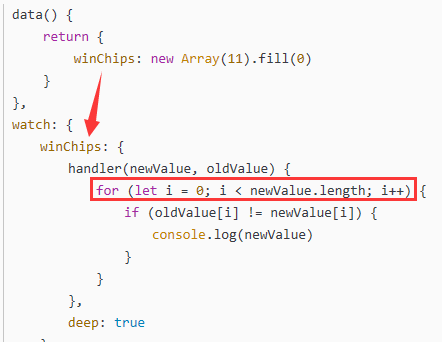 data() {
    return {
        winChips: new Array(11).fill(0)
    }
},
watch: {
    winChips: {
        handler(newValue, oldValue) {
            for (let i = 0; i < newValue.length; i++) {
                if (oldValue[i] != newValue[i]) {
                    console.log(newValue)
                }
            }
        },
        deep: true